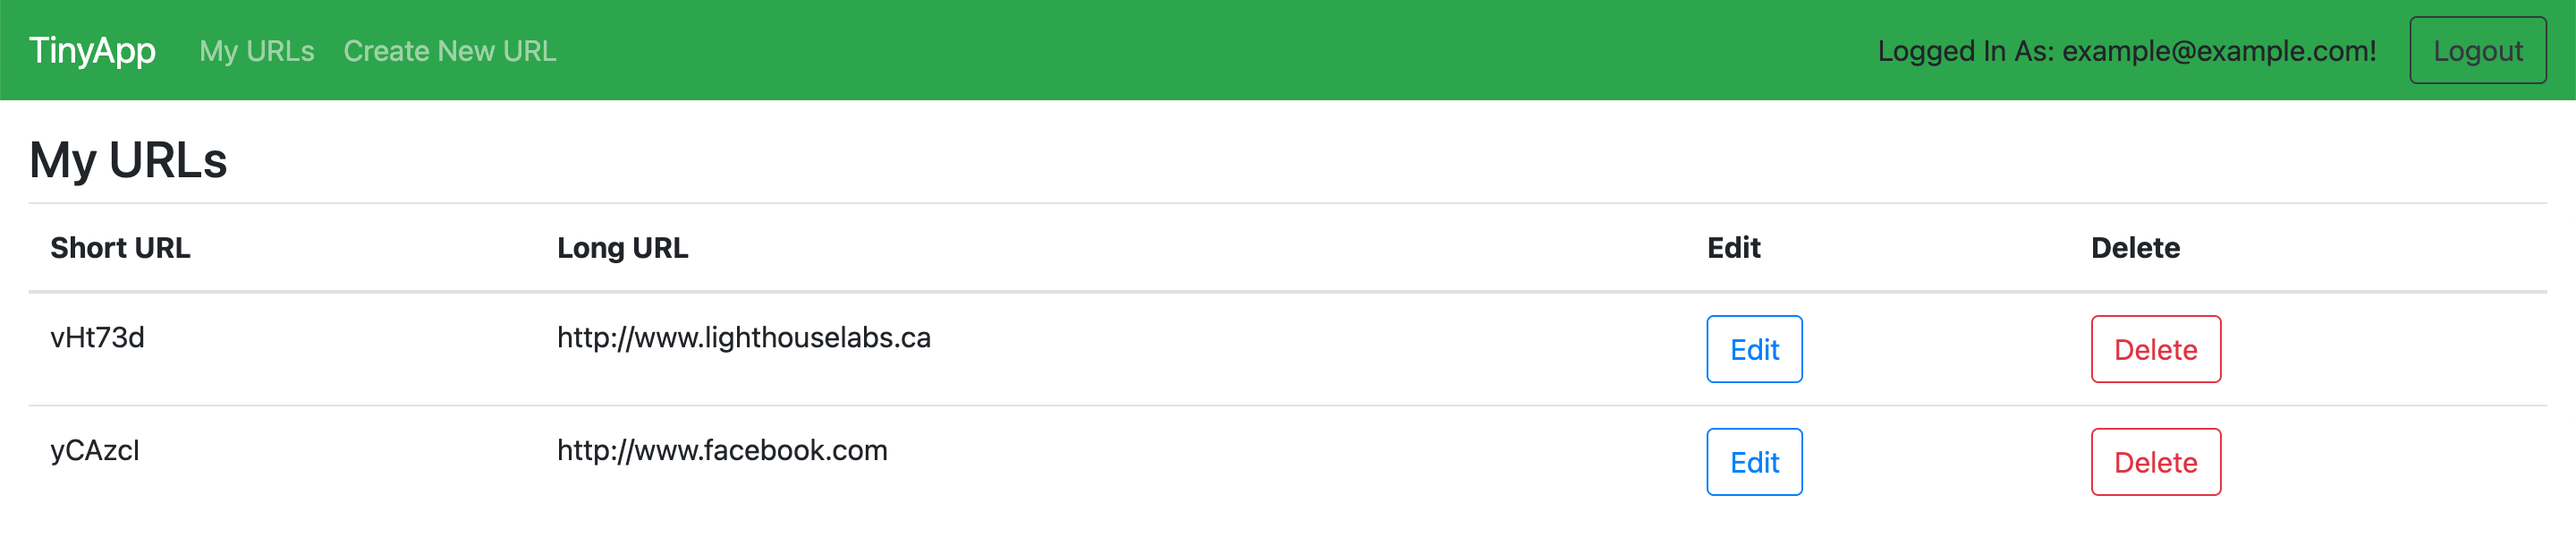 TinyApp My URLs Create New URL Logged In As: example@example.com! Logout
My URLs
Short URL Long URL Edit Delete
vHt73d http://www.lighthouselabs.ca Edit Delete
yCAzcI http://www.facebook.com Edit Delete